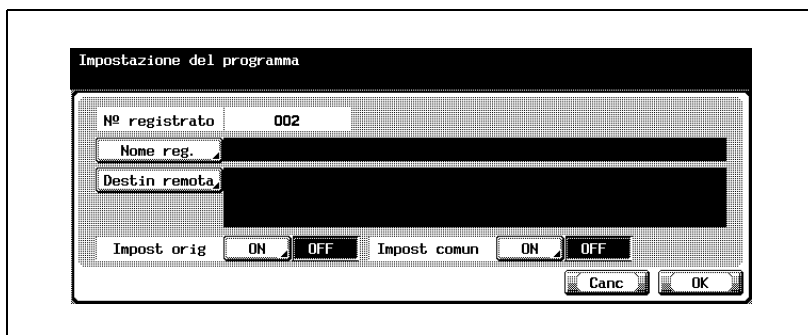 Impostazione del programma
Nº registrato 002
Nome reg.
Destin remota
Impost orig ON OFF Impost comun ON OFF
Canc OK